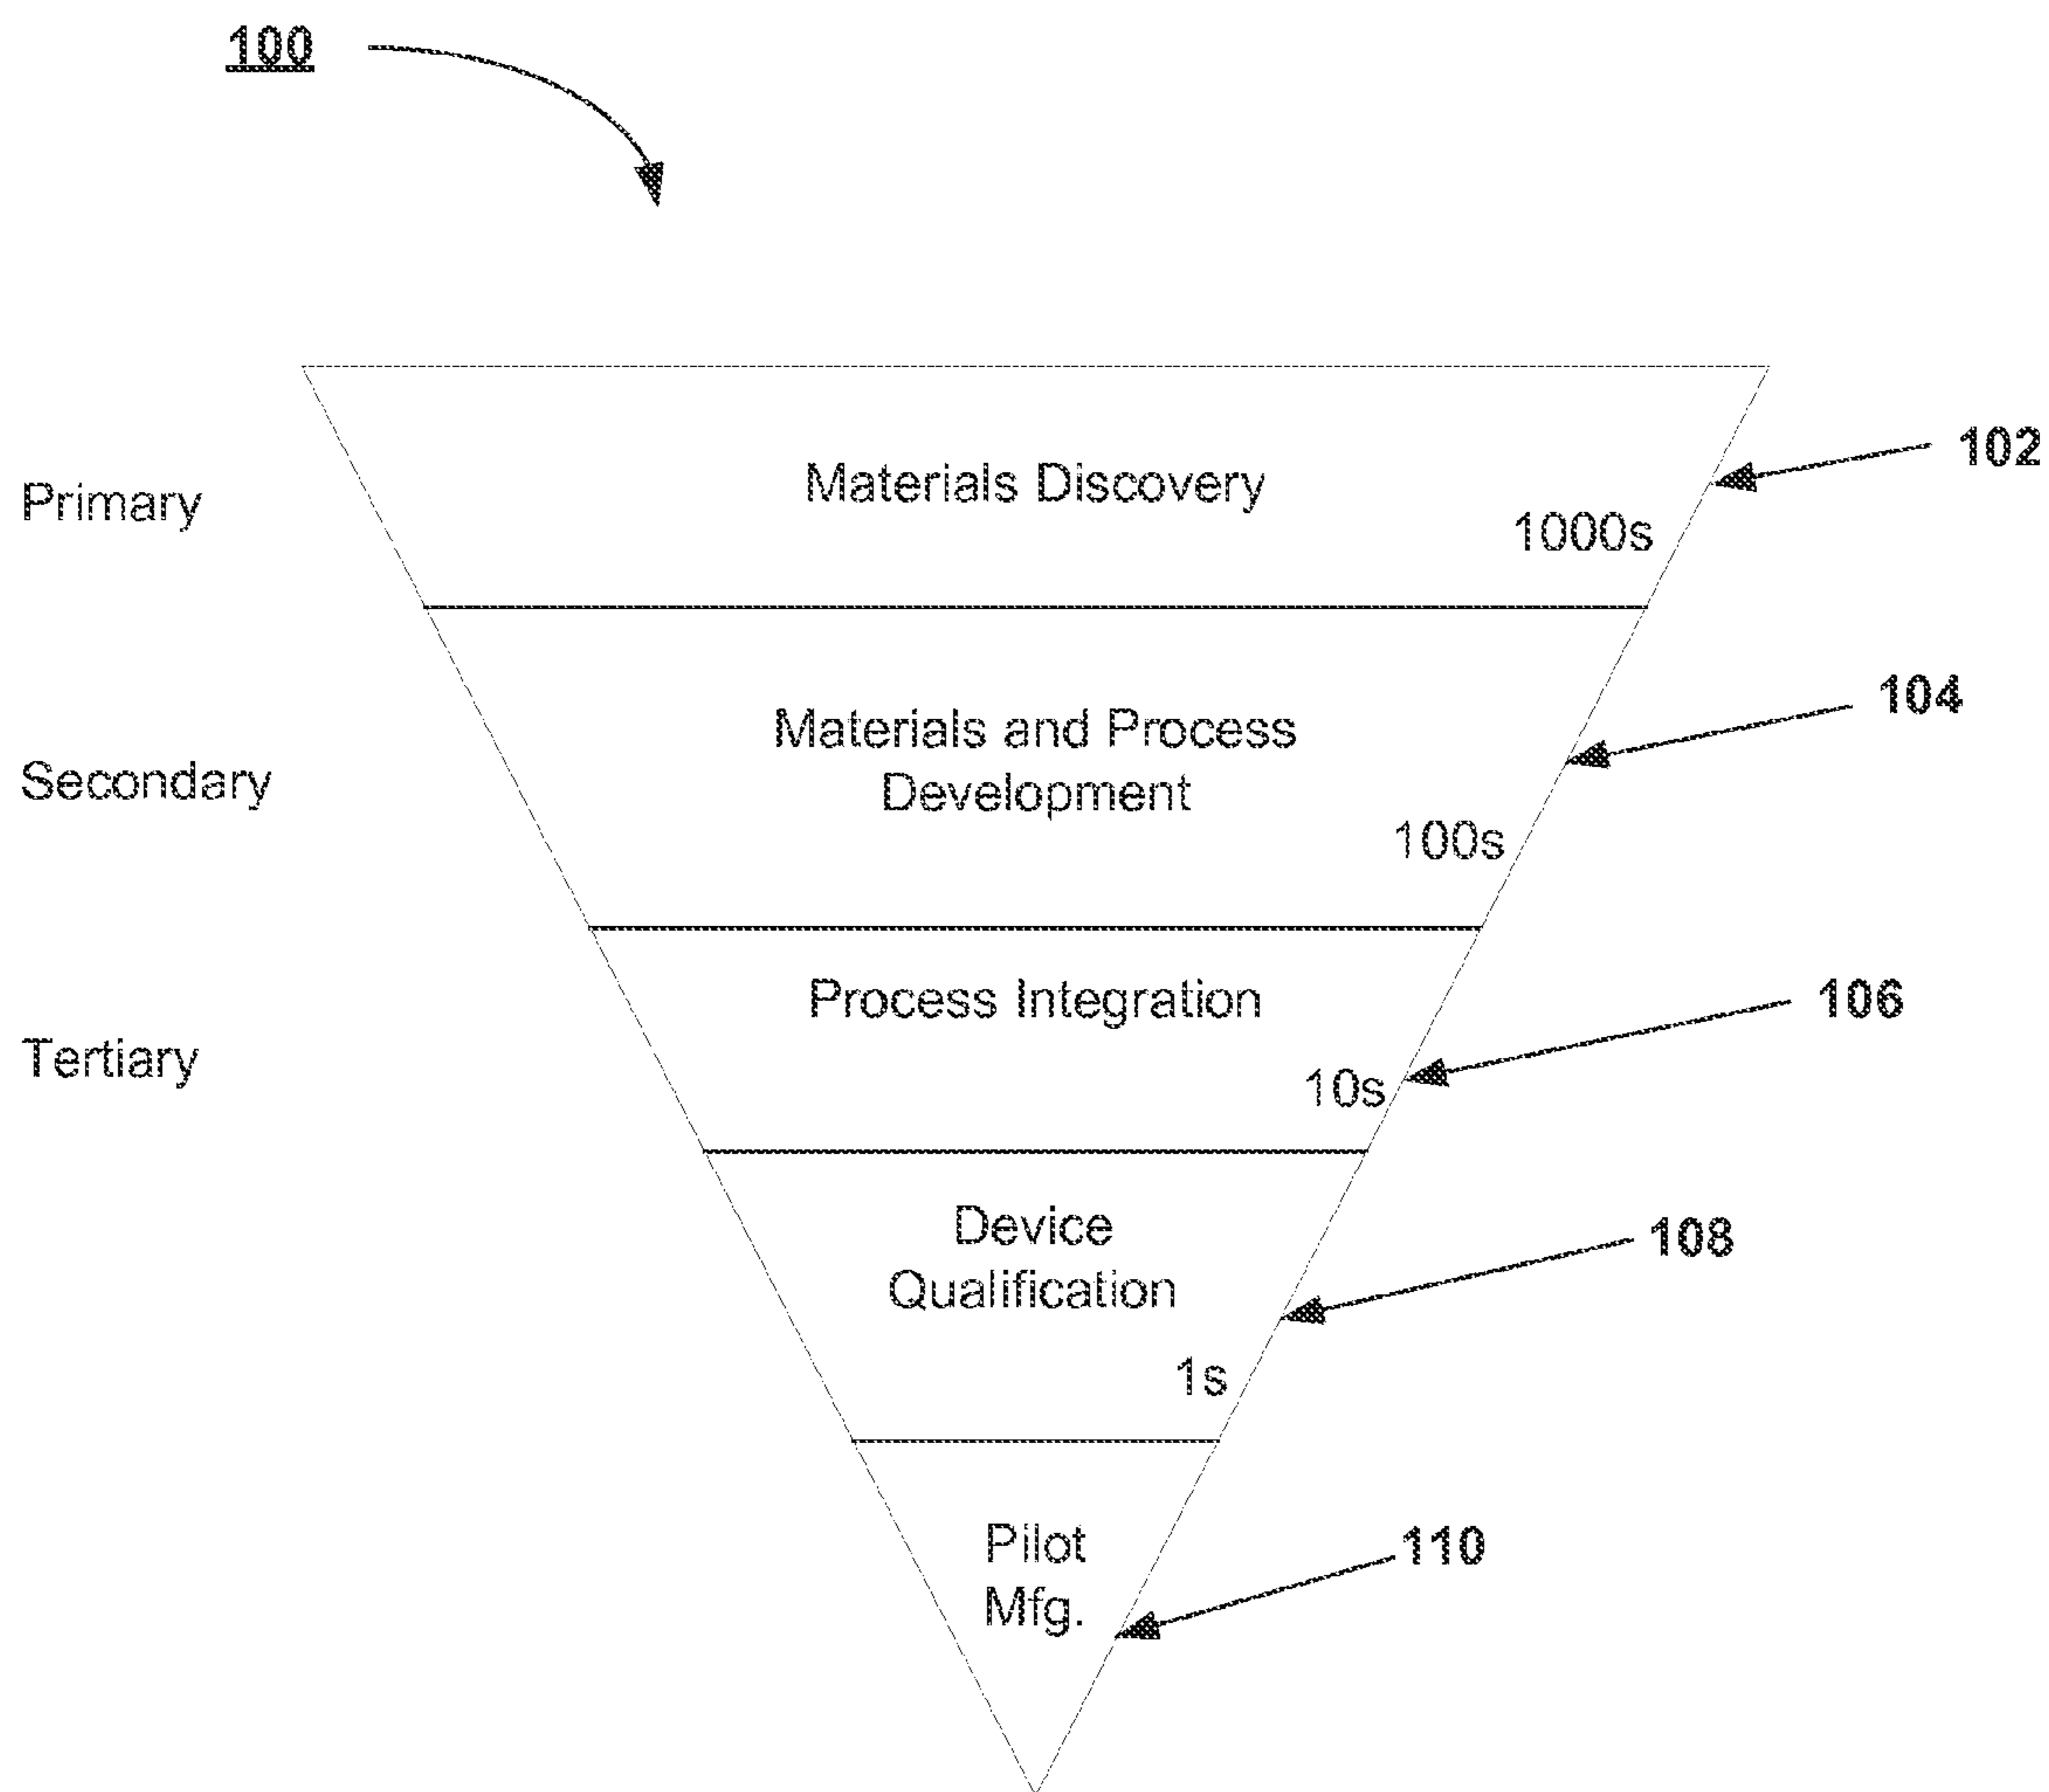 100
Materials Discovery
102
Primary
1000s
Materials and Process
Development
104
Secondary
100s
Process Integration
106
Tertiary
10s
Device
Qualification
108
1s
Pilot
Mfg.
110